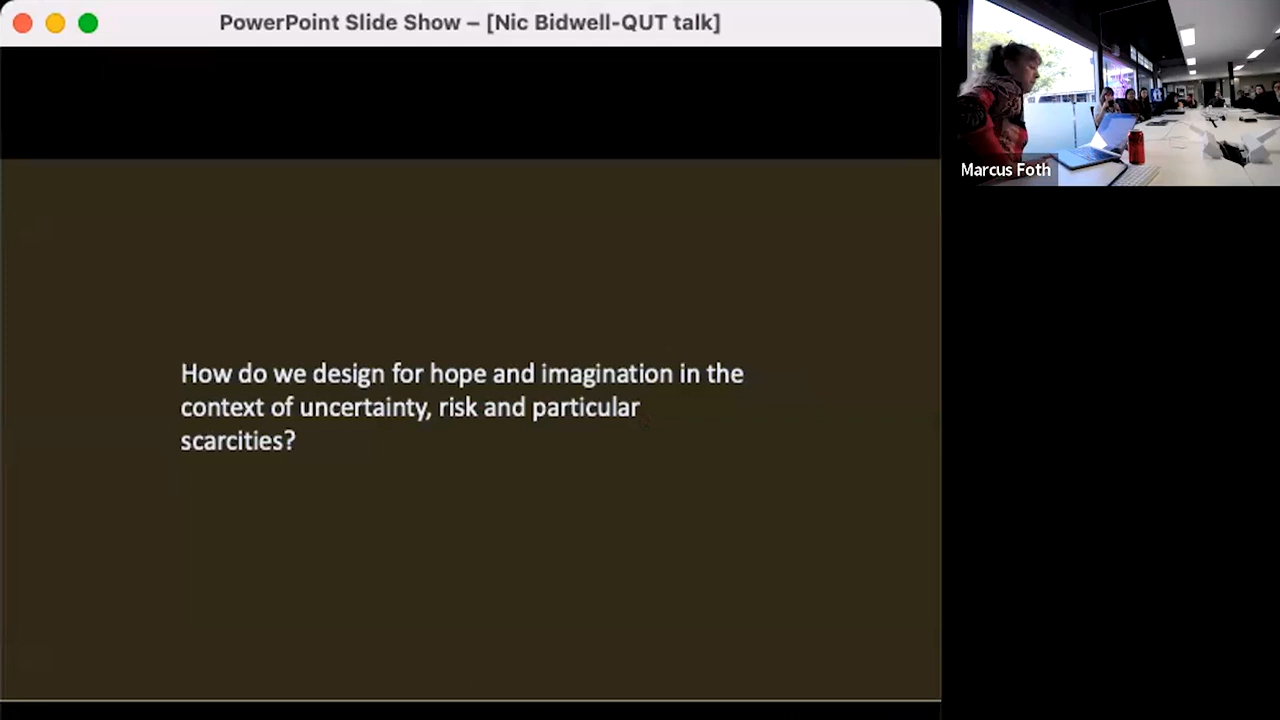 PowerPoint Slide Show – [Nic Bidwell-QUT talk]
Marcus Foth
How do we design for hope and imagination in the
context of uncertainty, risk and particular
scarcities?